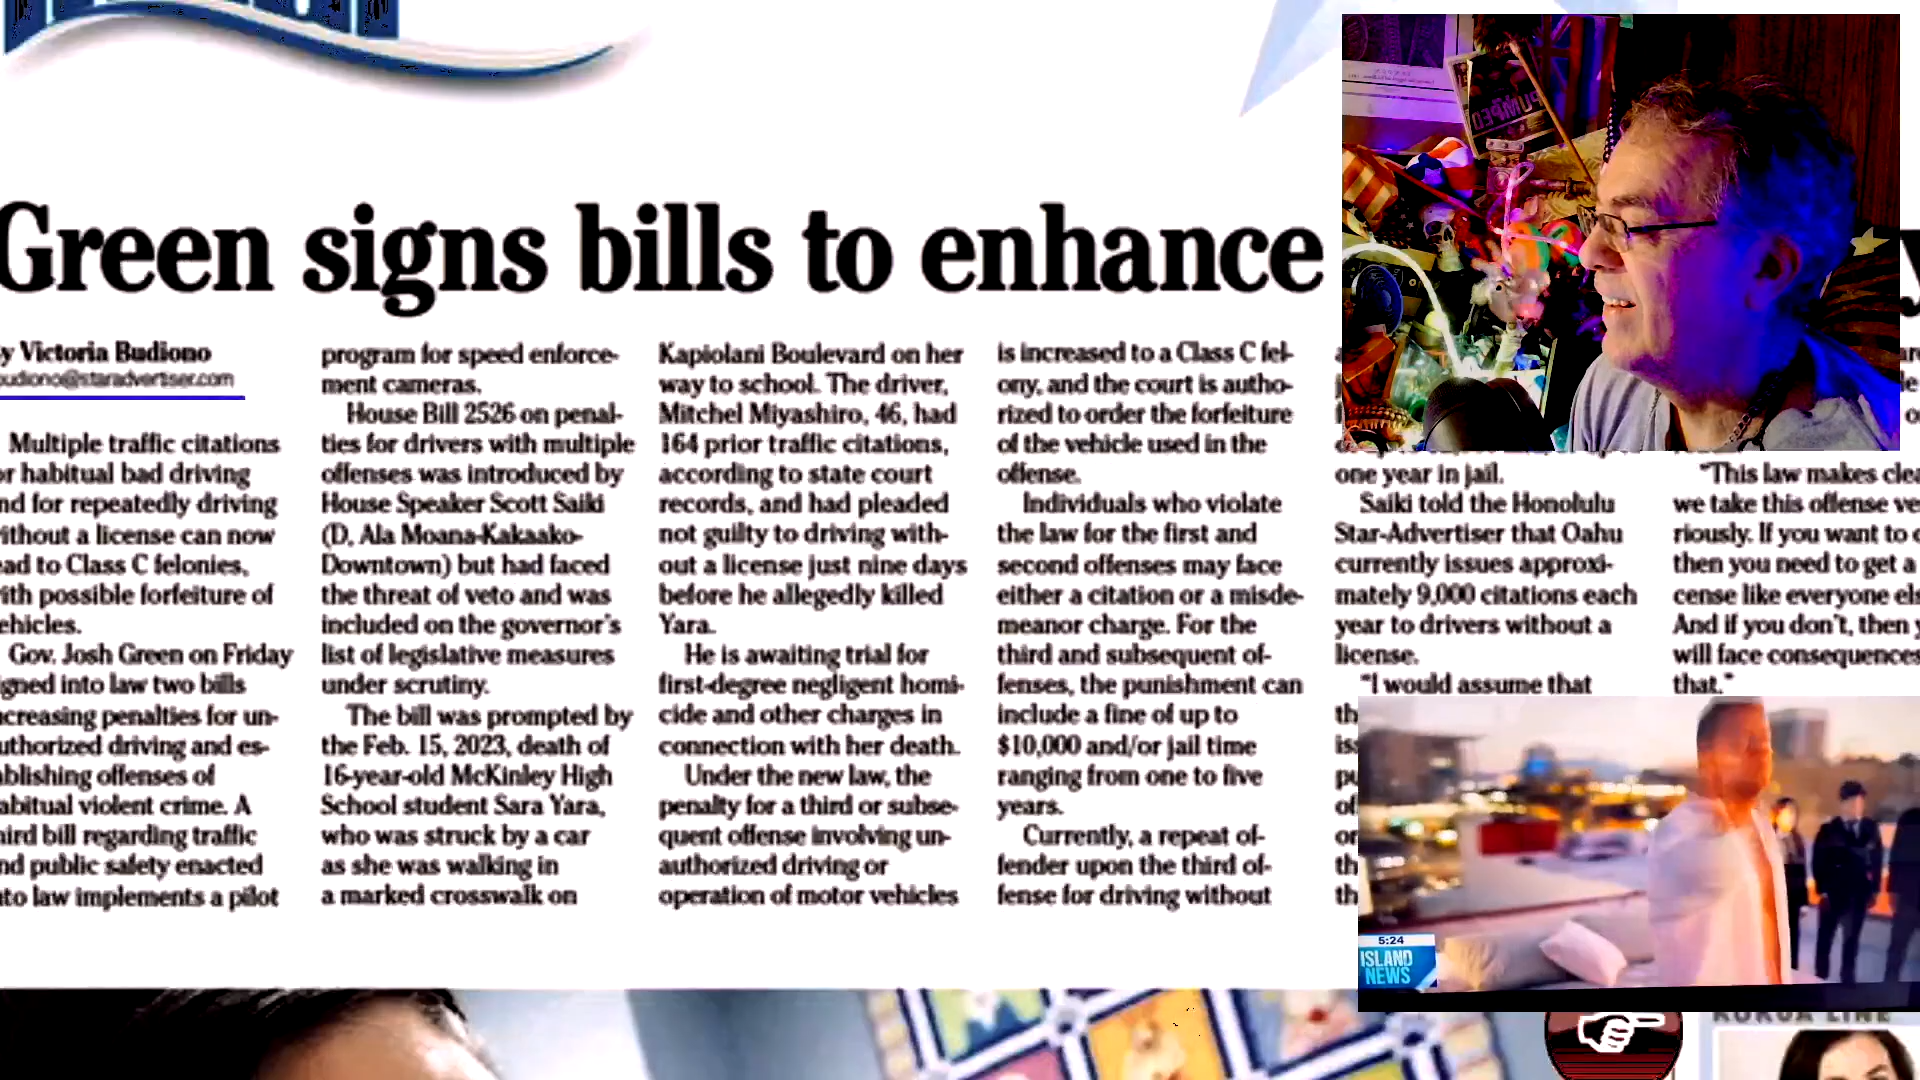 Green signs bills to enhance
y Victoria Budiono
budiono@staradvertiser.com
Multiple traffic citations
or habitual bad driving
nd for repeatedly driving
ithout a license can now
ead to Class C felonies,
ith possible forfeiture of
ehicles.
Gov. Josh Green on Friday
igned into law two bills
ncreasing penalties for un-
uthorized driving and es-
ablishing offenses of
abitual violent crime. A
hird bill regarding traffic
nd public safety enacted
nto law implements a pilot
program for speed enforce-
ment cameras.
House Bill 2526 on penal-
ties for drivers with multiple
offenses was introduced by
House Speaker Scott Saiki
(D, Ala Moana-Kakaako-
Downtown) but had faced
the threat of veto and was
included on the governor's
list of legislative measures
under scrutiny.
The bill was prompted by
the Feb. 15, 2023, death of
16-year-old McKinley High
School student Sara Yara,
who was struck by a car
as she was walking in
a marked crosswalk on
Kapiolani Boulevard on her
way to school. The driver,
Mitchel Miyashiro, 46, had
164 prior traffic citations,
according to state court
records, and had pleaded
not guilty to driving with-
out a license just nine days
before he allegedly killed
Yara.
He is awaiting trial for
first-degree negligent homi-
cide and other charges in
connection with her death.
Under the new law, the
penalty for a third or subse-
quent offense involving un-
authorized driving or
operation of motor vehicles
is increased to a Class C fel-
ony, and the court is autho-
rized to order the forfeiture
of the vehicle used in the
offense.
Individuals who violate
the law for the first and
second offenses may face
either a citation or a misde-
meanor charge. For the
third and subsequent of-
fenses, the punishment can
include a fine of up to
$10,000 and/or jail time
ranging from one to five
years.
Currently, a repeat of-
fender upon the third of-
fense for driving without
one year in jail.
Saiki told the Honolulu
Star-Advertiser that Oahu
currently issues approxi-
mately 9,000 citations each
year to drivers without a
license.
"I would assume that
th
iss
pu
of
or
th
th
"This law makes clea
we take this offense ve
riously. If you want to d
then you need to get a
cense like everyone els
And if you don't, then y
will face consequences
that."
PUMPED
5:24
ISLAND
NEWS
KOKUA LINE